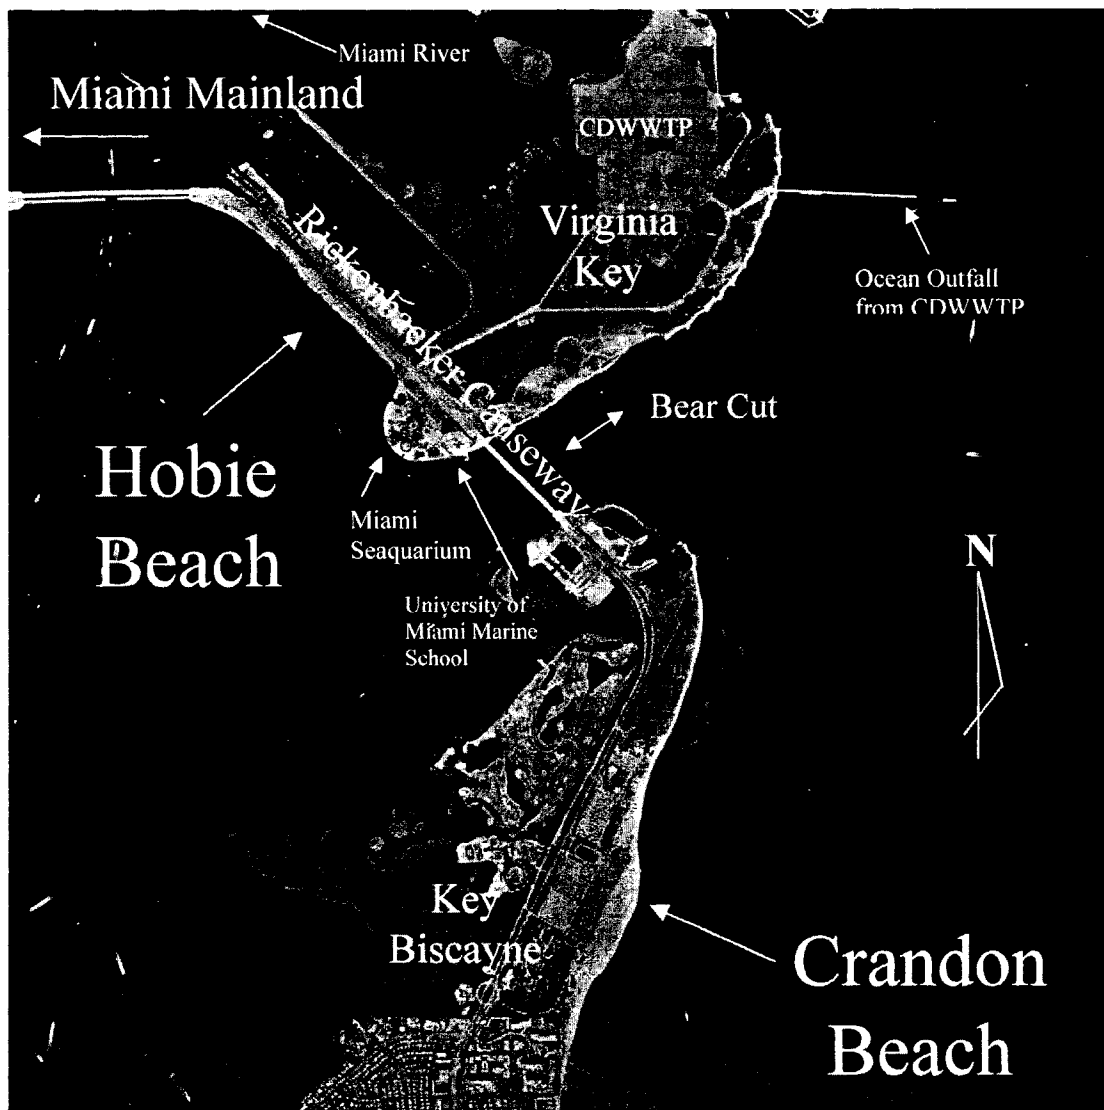 Miami River
Miami Mainland
CDWWTP
Rickenbacker Causeway
Virginia
Key
Ocean Outfall
from CDWWTP
Bear Cut
Hobie
Beach
Miami
Seaquarium
N
University of
Miami Marine
School
Key
Biscayne
Crandon
Beach